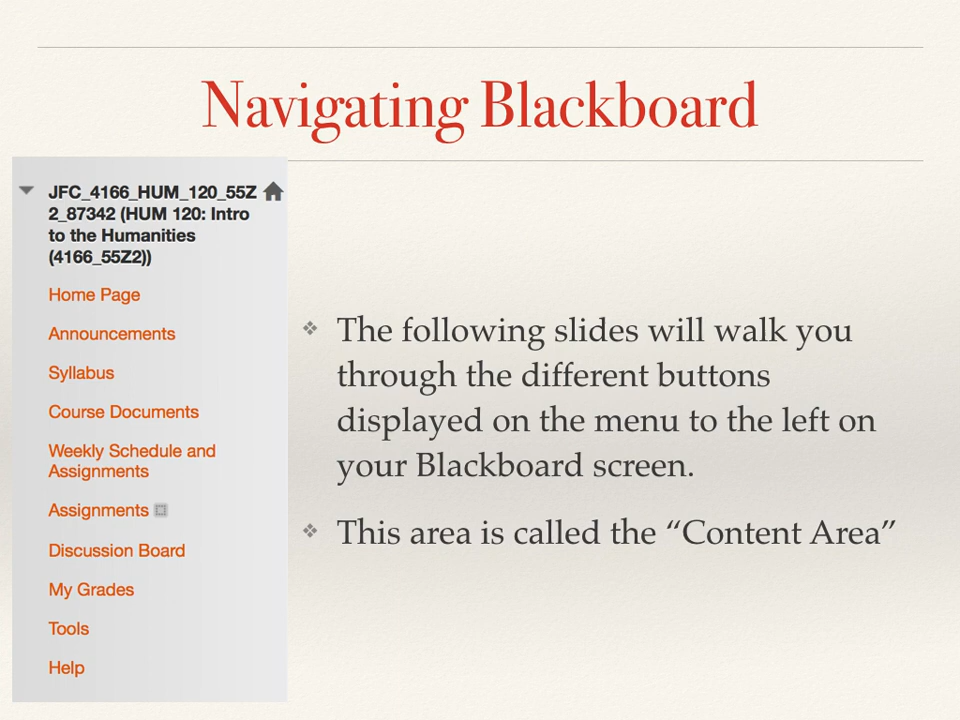 Navigating Blackboard
JFC_4166_HUM_120_55Z
2_87342 (HUM 120: Intro
to the Humanities
(4166_55Z2))
Home Page
Announcements
Syllabus
Course Documents
Weekly Schedule and
Assignments
Assignments
Discussion Board
My Grades
Tools
Help
The following slides will walk you
through the different buttons
displayed on the menu to the left on
your Blackboard screen.
This area is called the “Content Area”